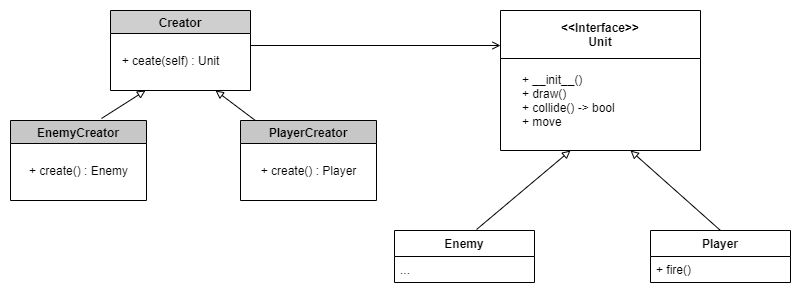 Creator
+ ceate(self) : Unit
<<Interface>>
Unit
+ __init__()
+ draw()
+ collide() -> bool
+ move
EnemyCreator
+ create() : Enemy
PlayerCreator
+ create() : Player
Enemy
...
Player
+ fire()